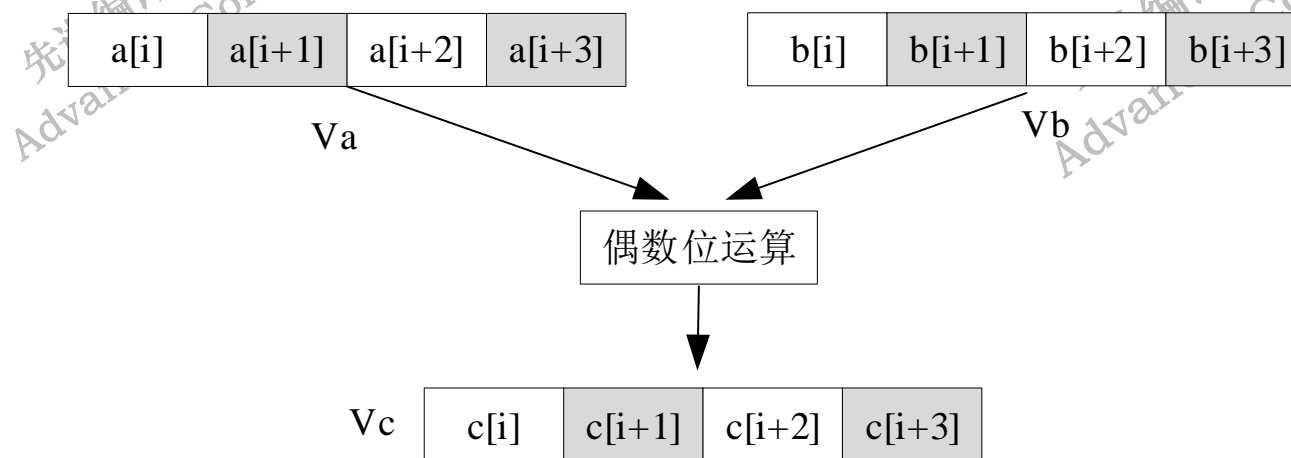 a[i] a[i+1] a[i+2] a[i+3] b[i] b[i+1] b[i+2] b[i+3]
Va Vb
偶数位运算
Vc c[i] c[i+1] c[i+2] c[i+3]